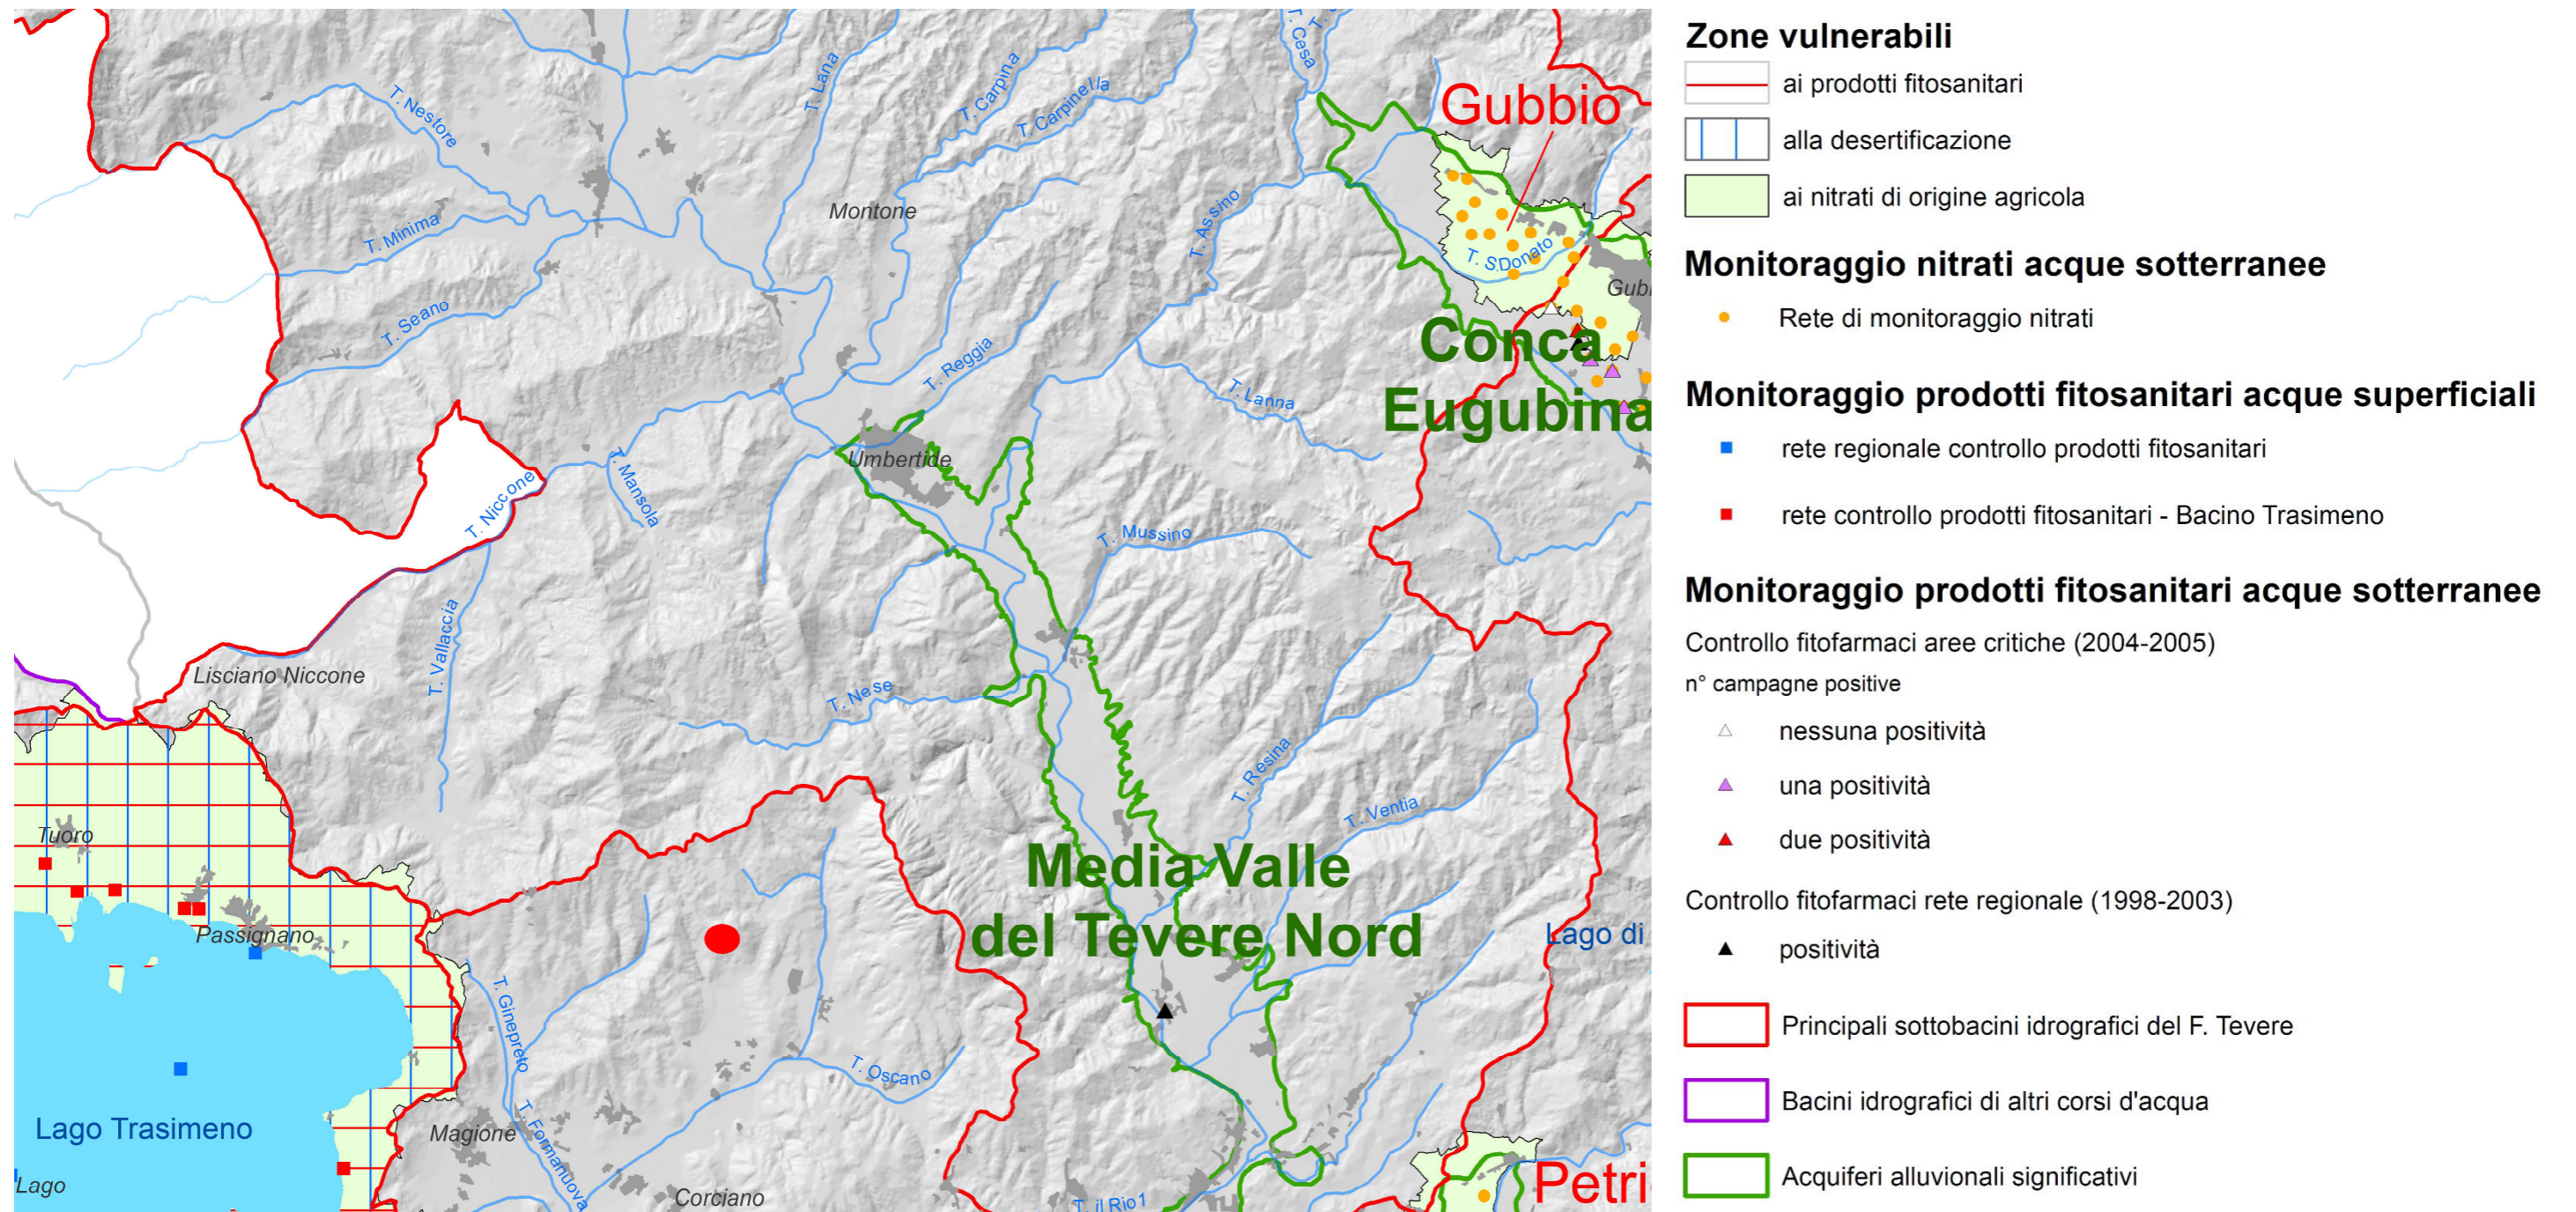 T. Nestore
T. Lana
T. Carpina
T. Carpinella
T. Cesa
Gubbio
Montone
T. Minima
T. Assino
T. S.Donato
T. Seano
Gubi
Conca
Eugubina
T. Reggia
T. Lanna
Umbertide
T. Niccone
T. Mansola
T. Mussino
T. Vallaccia
Lisciano Niccone
T. Nese
T. Resina
T. Ventia
Tuoro
Media Valle
del Tevere Nord
Passignano
Lago di
T. Ginepreto
T. Oscano
Lago Trasimeno
Magione
T. Formanuova
Lago
Corciano
T. il Rio1
Petri
Zone vulnerabili
ai prodotti fitosanitari
alla desertificazione
ai nitrati di origine agricola
Monitoraggio nitrati acque sotterranee
Rete di monitoraggio nitrati
Monitoraggio prodotti fitosanitari acque superficiali
rete regionale controllo prodotti fitosanitari
rete controllo prodotti fitosanitari - Bacino Trasimeno
Monitoraggio prodotti fitosanitari acque sotterranee
Controllo fitofarmaci aree critiche (2004-2005)
n° campagne positive
nessuna positività
una positività
due positività
Controllo fitofarmaci rete regionale (1998-2003)
positività
Principali sottobacini idrografici del F. Tevere
Bacini idrografici di altri corsi d'acqua
Acquiferi alluvionali significativi